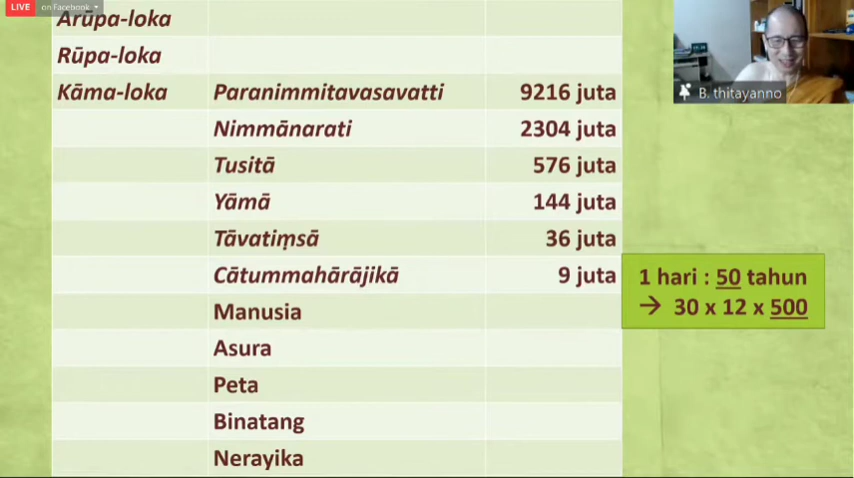 LIVE on Facebook
Arūpa-loka
Rūpa-loka
Kāma-loka Paranimmitavasavatti 9216 juta
Nimmānarati 2304 juta
Tusitā 576 juta
Yāmā 144 juta
Tāvatiṃsā 36 juta
Cātummahārājikā 9 juta
Manusia
Asura
Peta
Binatang
Nerayika
1 hari : 50 tahun
→ 30 x 12 x 500
B. thitayanno